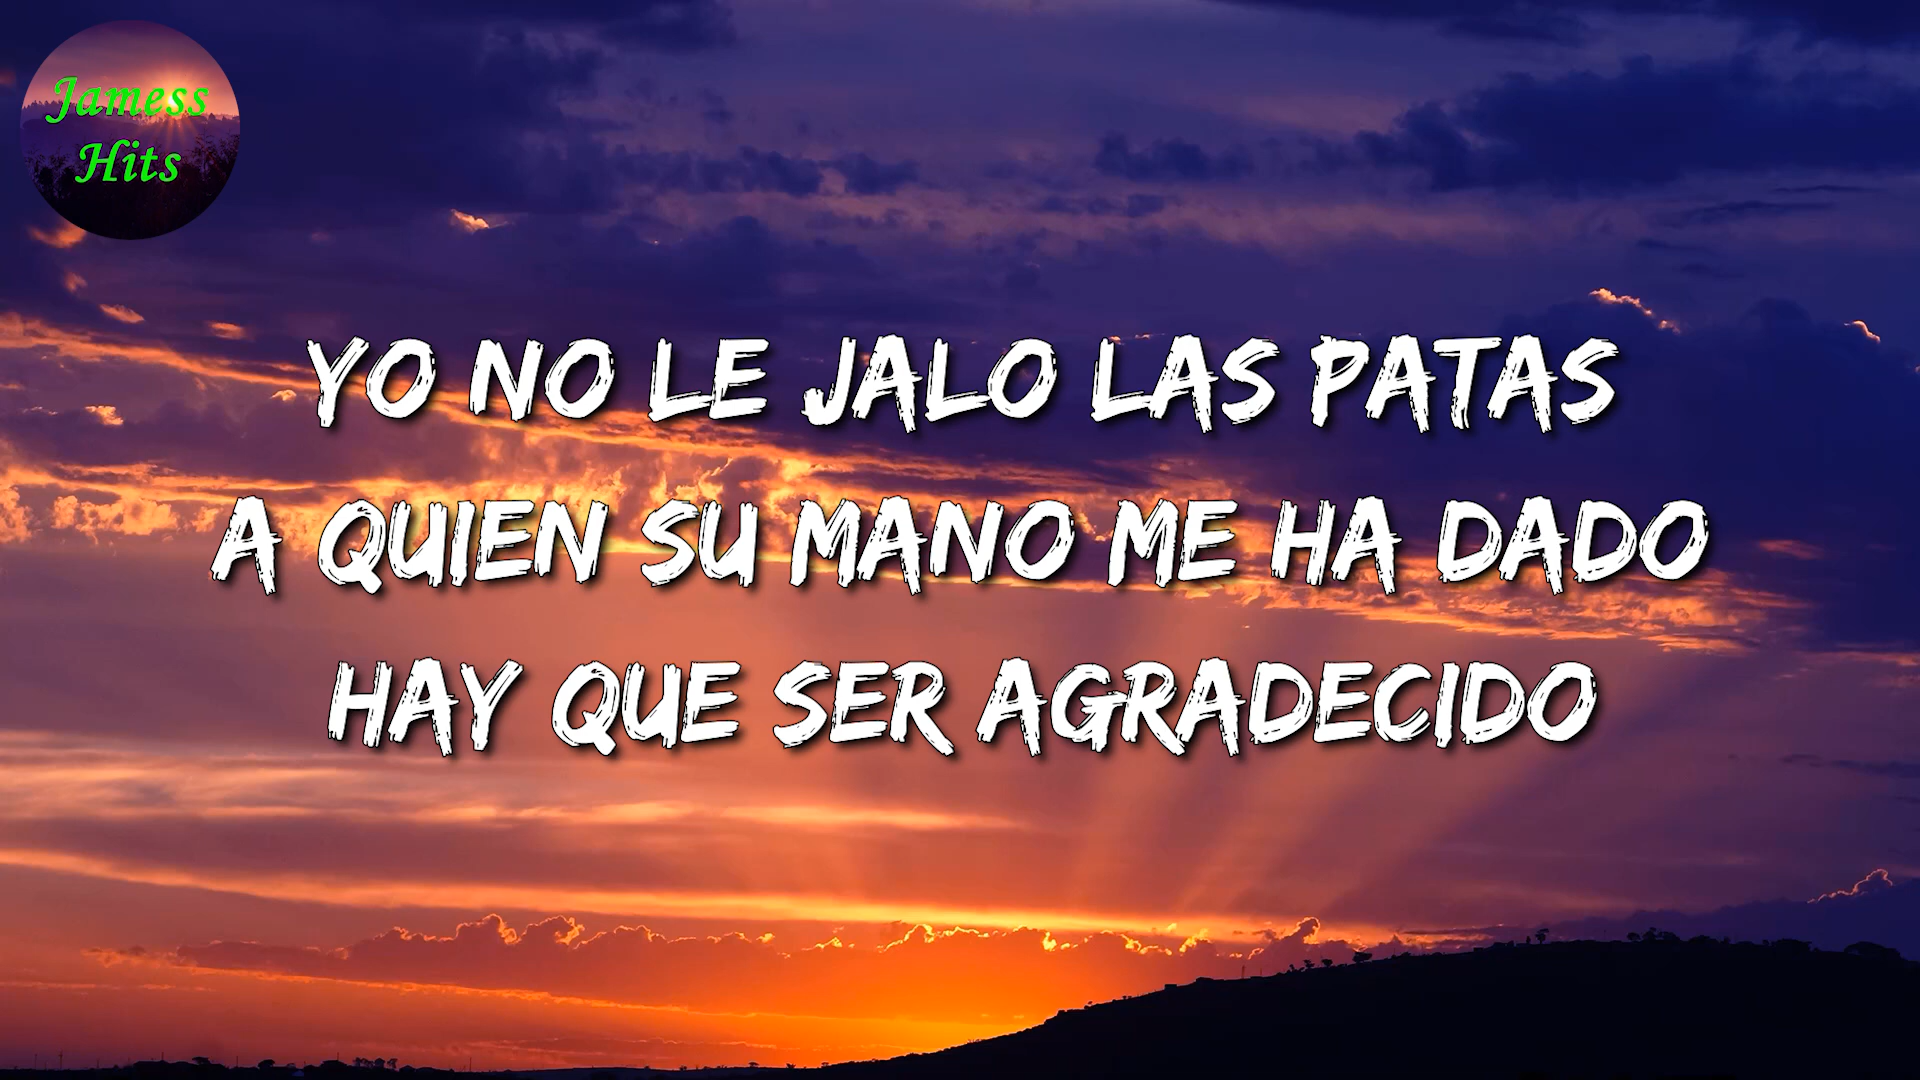 Jamess
Hits
YO NO LE JALO LAS PATAS
A QUIEN SU MANO ME HA DADO
HAY QUE SER AGRADECIDO